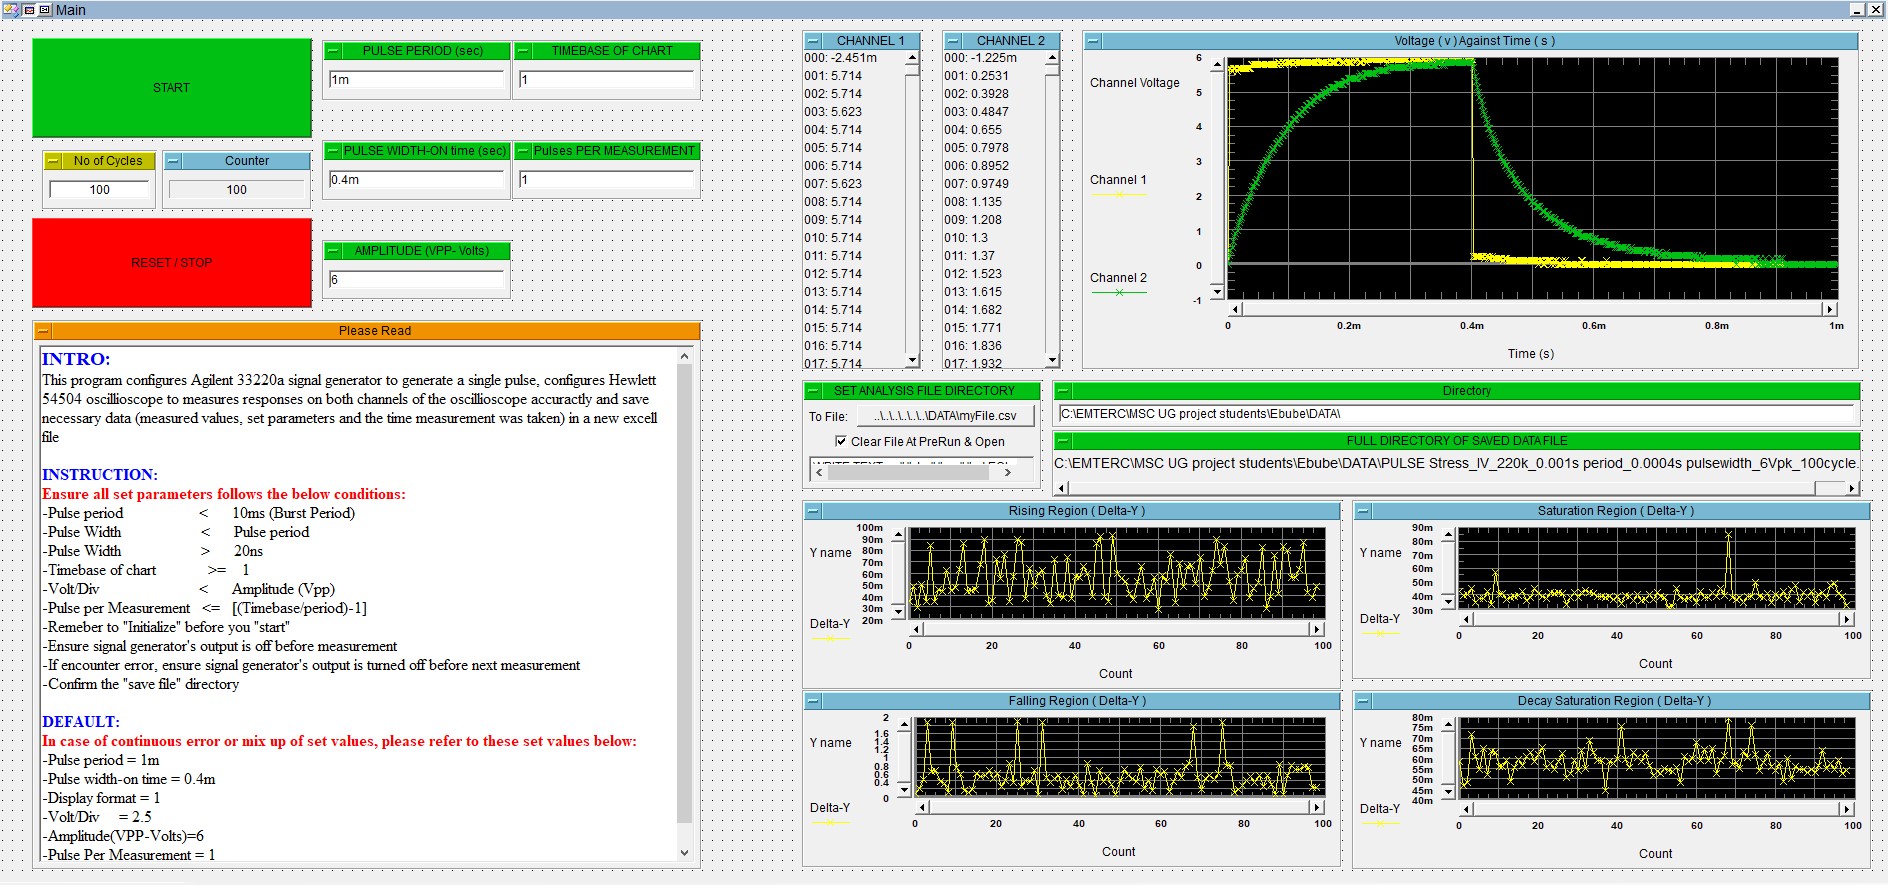 Main
START
PULSE PERIOD (sec)
1m
TIMEBASE OF CHART
1
No of Cycles
100
Counter
100
PULSE WIDTH-ON time (sec)
0.4m
Pulses PER MEASUREMENT
1
RESET / STOP
AMPLITUDE (VPP- Volts)
6
Please Read
INTRO:
This program configures Agilent 33220a signal generator to generate a single pulse, configures Hewlett
54504 oscillioscope to measures responses on both channels of the oscillioscope accuractly and save
necessary data (measured values, set parameters and the time measurement was taken) in a new excell
file
INSTRUCTION:
Ensure all set parameters follows the below conditions:
-Pulse period < 10ms (Burst Period)
-Pulse Width < Pulse period
-Pulse Width > 20ns
-Timebase of chart >= 1
-Volt/Div < Amplitude (Vpp)
-Pulse per Measurement <= [(Timebase/period)-1]
-Remeber to "Initialize" before you "start"
-Ensure signal generator's output is off before measurement
-If encounter error, ensure signal generator's output is turned off before next measurement
-Confirm the "save file" directory
DEFAULT:
In case of continuous error or mix up of set values, please refer to these set values below:
-Pulse period = 1m
-Pulse width-on time = 0.4m
-Display format = 1
-Volt/Div = 2.5
-Amplitude(VPP-Volts)=6
-Pulse Per Measurement = 1
CHANNEL 1
000: -2.451m
001: 5.714
002: 5.714
003: 5.623
004: 5.714
005: 5.714
006: 5.714
007: 5.623
008: 5.714
009: 5.714
010: 5.714
011: 5.714
012: 5.714
013: 5.714
014: 5.714
015: 5.714
016: 5.714
017: 5.714
CHANNEL 2
000: -1.225m
001: 0.2531
002: 0.3928
003: 0.4847
004: 0.655
005: 0.7978
006: 0.8952
007: 0.9749
008: 1.135
009: 1.208
010: 1.3
011: 1.37
012: 1.523
013: 1.615
014: 1.682
015: 1.771
016: 1.836
017: 1.932
Voltage ( v ) Against Time ( s )
Channel Voltage
Channel 1
Channel 2
6
5
4
3
2
1
0
-1
0 0.2m 0.4m 0.6m 0.8m 1m
Time (s)
SET ANALYSIS FILE DIRECTORY
To File: ..\..\..\..\..\..\DATA\myFile.csv
Clear File At PreRun & Open
Directory
C:\EMTERC\MSC UG project students\Ebube\DATA\
FULL DIRECTORY OF SAVED DATA FILE
C:\EMTERC\MSC UG project students\Ebube\DATA\PULSE Stress_IV_220k_0.001s period_0.0004s pulsewidth_6Vpk_100cycle.
Rising Region ( Delta-Y )
Y name
Delta-Y
100m
90m
80m
70m
60m
50m
40m
30m
20m
0 20 40 60 80 100
Count
Saturation Region ( Delta-Y )
Y name
Delta-Y
90m
80m
70m
60m
50m
40m
30m
0 20 40 60 80 100
Count
Falling Region ( Delta-Y )
Y name
Delta-Y
2
1.6
1.4
1.2
1
0.8
0.6
0.4
0
0 20 40 60 80 100
Count
Decay Saturation Region ( Delta-Y )
Y name
Delta-Y
80m
75m
70m
65m
60m
55m
50m
45m
40m
0 20 40 60 80 100
Count